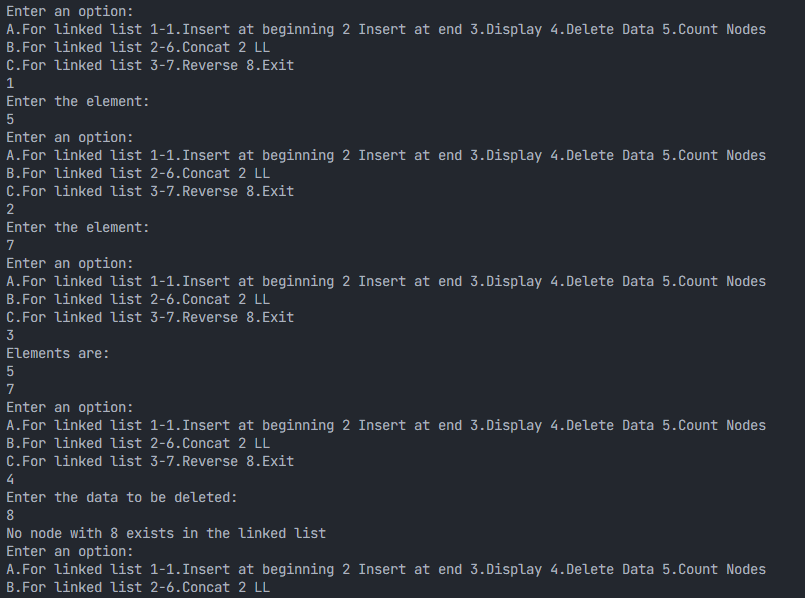 Enter an option:
A.For linked list 1-1.Insert at beginning 2 Insert at end 3.Display 4.Delete Data 5.Count Nodes
B.For linked list 2-6.Concat 2 LL
C.For linked list 3-7.Reverse 8.Exit
1
Enter the element:
5
Enter an option:
A.For linked list 1-1.Insert at beginning 2 Insert at end 3.Display 4.Delete Data 5.Count Nodes
B.For linked list 2-6.Concat 2 LL
C.For linked list 3-7.Reverse 8.Exit
2
Enter the element:
7
Enter an option:
A.For linked list 1-1.Insert at beginning 2 Insert at end 3.Display 4.Delete Data 5.Count Nodes
B.For linked list 2-6.Concat 2 LL
C.For linked list 3-7.Reverse 8.Exit
3
Elements are:
5
7
Enter an option:
A.For linked list 1-1.Insert at beginning 2 Insert at end 3.Display 4.Delete Data 5.Count Nodes
B.For linked list 2-6.Concat 2 LL
C.For linked list 3-7.Reverse 8.Exit
4
Enter the data to be deleted:
8
No node with 8 exists in the linked list
Enter an option:
A.For linked list 1-1.Insert at beginning 2 Insert at end 3.Display 4.Delete Data 5.Count Nodes
B.For linked list 2-6.Concat 2 LL